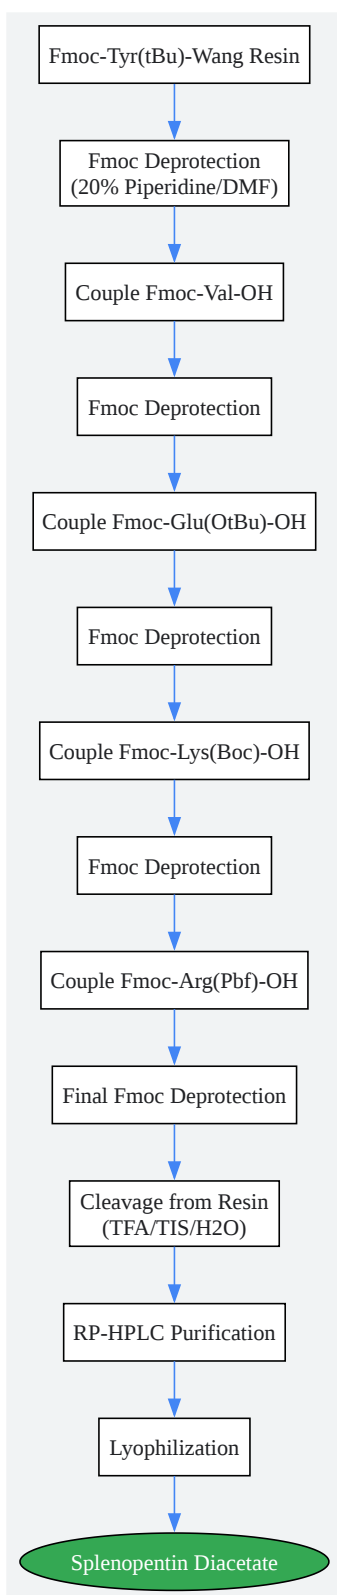 Fmoc-Tyr(tBu)-Wang Resin
Fmoc Deprotection
(20% Piperidine/DMF)
Couple Fmoc-Val-OH
Fmoc Deprotection
Couple Fmoc-Glu(OtBu)-OH
Fmoc Deprotection
Couple Fmoc-Lys(Boc)-OH
Fmoc Deprotection
Couple Fmoc-Arg(Pbf)-OH
Final Fmoc Deprotection
Cleavage from Resin
(TFA/TIS/H2O)
RP-HPLC Purification
Lyophilization
Splenopentin Diacetate